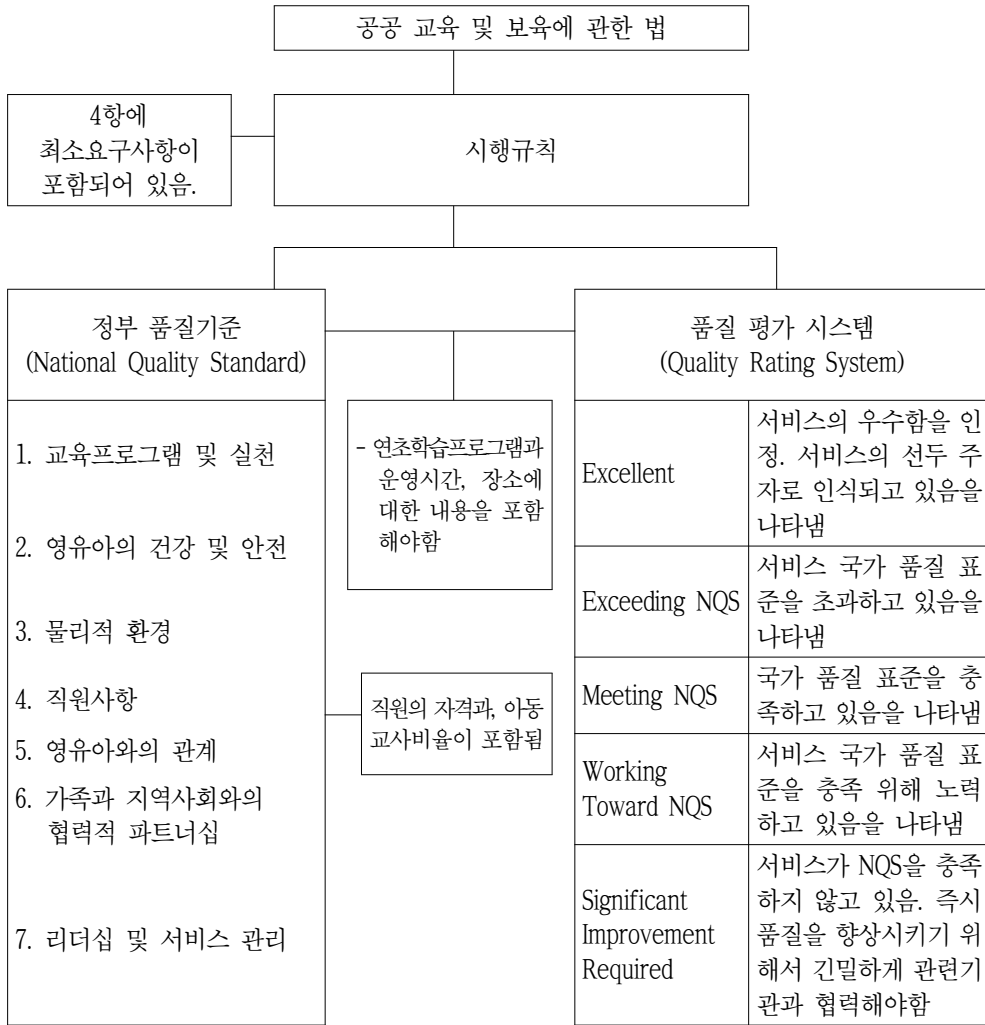 공공 교육 및 보육에 관한 법
4항에
최소요구사항이
포함되어 있음.
시행규칙
정부 품질기준
(National Quality Standard)
품질 평가 시스템
(Quality Rating System)
1. 교육프로그램 및 실천
2. 영유아의 건강 및 안전
3. 물리적 환경
4. 직원사항
5. 영유아와의 관계
6. 가족과 지역사회와의
협력적 파트너십
7. 리더십 및 서비스 관리
- 연초학습프로그램과
운영시간, 장소에
대한 내용을 포함
해야함
직원의 자격과, 아동
교사비율이 포함됨
Excellent
서비스의 우수함을 인
정. 서비스의 선두 주
자로 인식되고 있음을
나타냄
Exceeding NQS
서비스 국가 품질 표
준을 초과하고 있음을
나타냄
Meeting NQS
국가 품질 표준을 충
족하고 있음을 나타냄
Working
Toward NQS
서비스 국가 품질 표
준을 충족 위해 노력
하고 있음을 나타냄
Significant
Improvement
Required
서비스가 NQS을 충족
하지 않고 있음. 즉시
품질을 향상시키기 위
해서 긴밀하게 관련기
관과 협력해야함